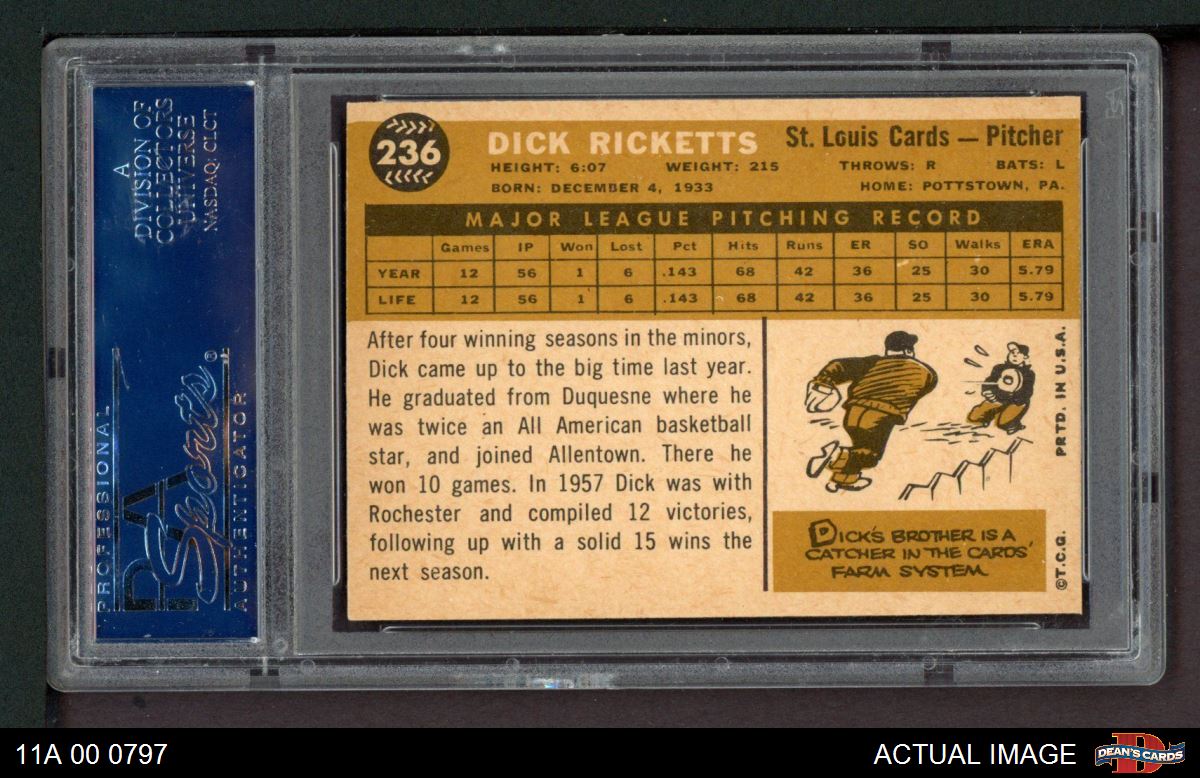 A
DIVISION OF
COLLECTORS
UNIVERSE
NASDAQ: CLCT
PROFESSIONAL
PSA
Sports®
AUTHENTICATOR
236
DICK RICKETTS
St. Louis Cards — Pitcher
HEIGHT: 6:07 WEIGHT: 215 THROWS: R BATS: L
BORN: DECEMBER 4, 1933 HOME: POTTSTOWN, PA.
MAJOR LEAGUE PITCHING RECORD
Games IP Won Lost Pct Hits Runs ER SO Walks ERA
YEAR 12 56 1 6 .143 68 42 36 25 30 5.79
LIFE 12 56 1 6 .143 68 42 36 25 30 5.79
After four winning seasons in the minors,
Dick came up to the big time last year.
He graduated from Duquesne where he
was twice an All American basketball
star, and joined Allentown. There he
won 10 games. In 1957 Dick was with
Rochester and compiled 12 victories,
following up with a solid 15 wins the
next season.
DICK'S BROTHER IS A
CATCHER IN THE CARDS'
FARM SYSTEM
©T.C.G. PRTD. IN U.S.A.
11A 00 0797
ACTUAL IMAGE
D
DEAN'S CARDS